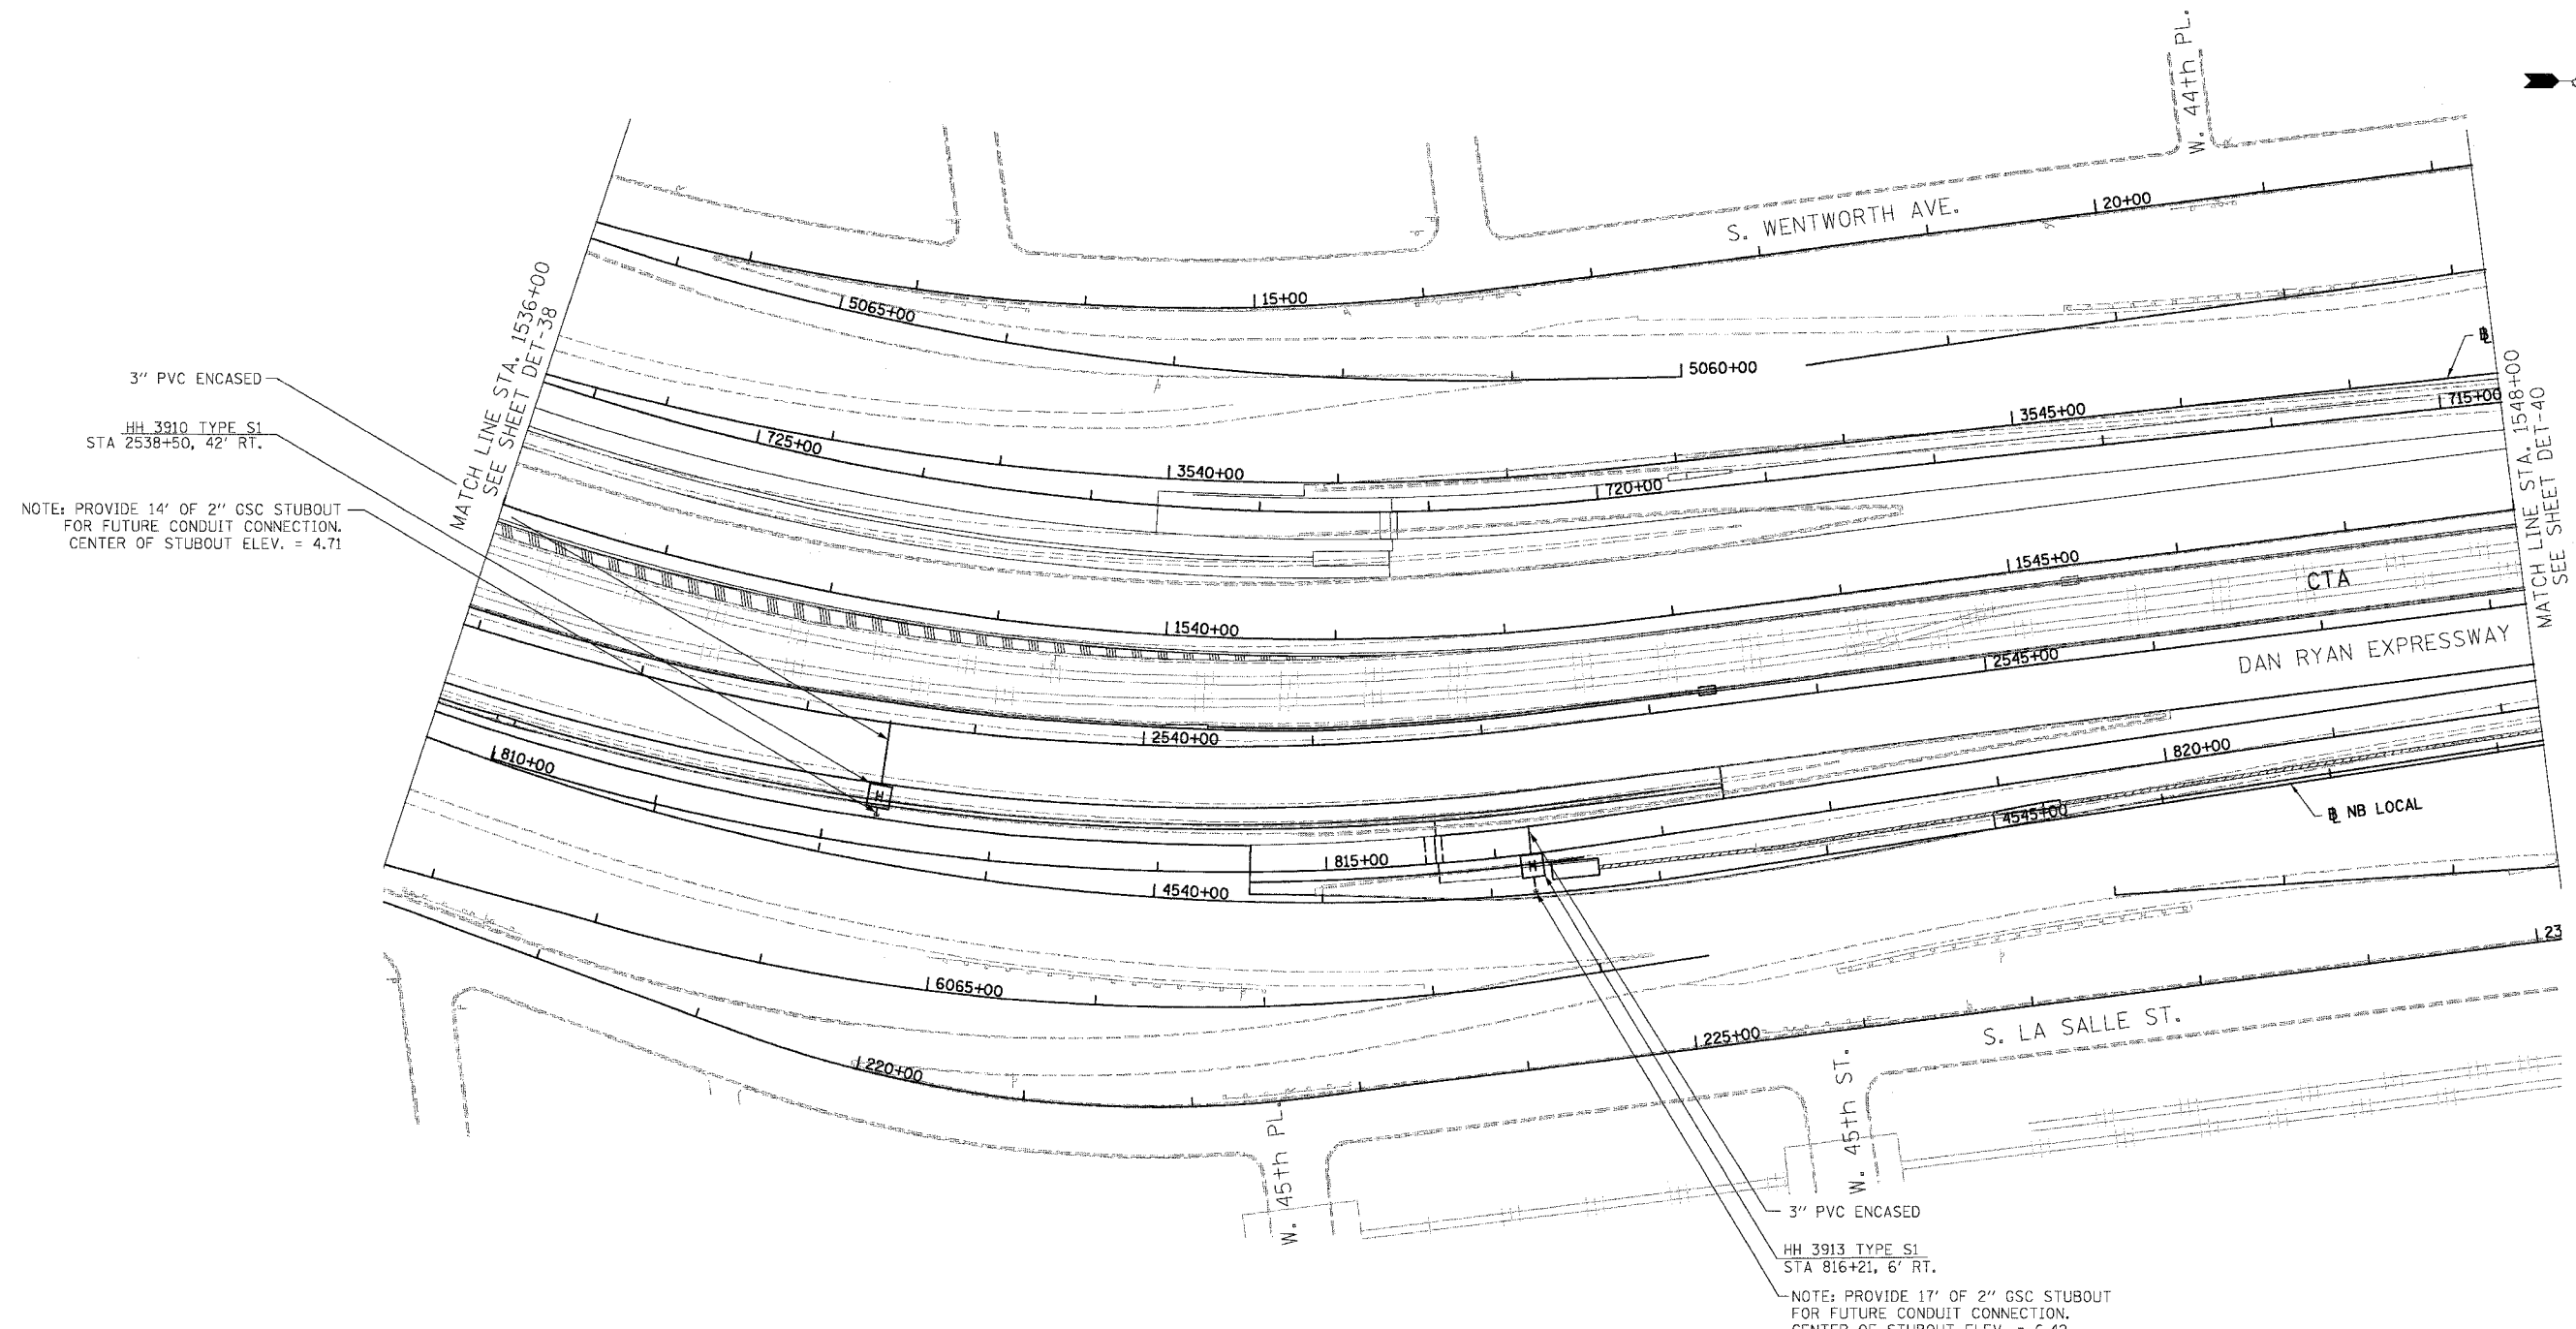 W. 44th PL.
S. WENTWORTH AVE.
20+00
15+00
5065+00
5060+00
MATCH LINE STA. 1536+00
SEE SHEET DET-38
3" PVC ENCASED
HH 3910 TYPE S1
STA 2538+50, 42' RT.
NOTE: PROVIDE 14' OF 2" GSC STUBOUT
FOR FUTURE CONDUIT CONNECTION.
CENTER OF STUBOUT ELEV. = 4.71
725+00
3540+00
3545+00
715+00
720+00
MATCH LINE STA. 1548+00
SEE SHEET DET-40
1540+00
1545+00
CTA
2540+00
2545+00
DAN RYAN EXPRESSWAY
810+00
H
815+00
820+00
4540+00
H
4545+00
NB LOCAL
6065+00
220+00
225+00
23
S. LA SALLE ST.
W. 45th PL.
W. 45th ST.
3" PVC ENCASED
HH 3913 TYPE S1
STA 816+21, 6' RT.
NOTE: PROVIDE 17' OF 2" GSC STUBOUT
FOR FUTURE CONDUIT CONNECTION.
CENTER OF STUBOUT ELEV. =